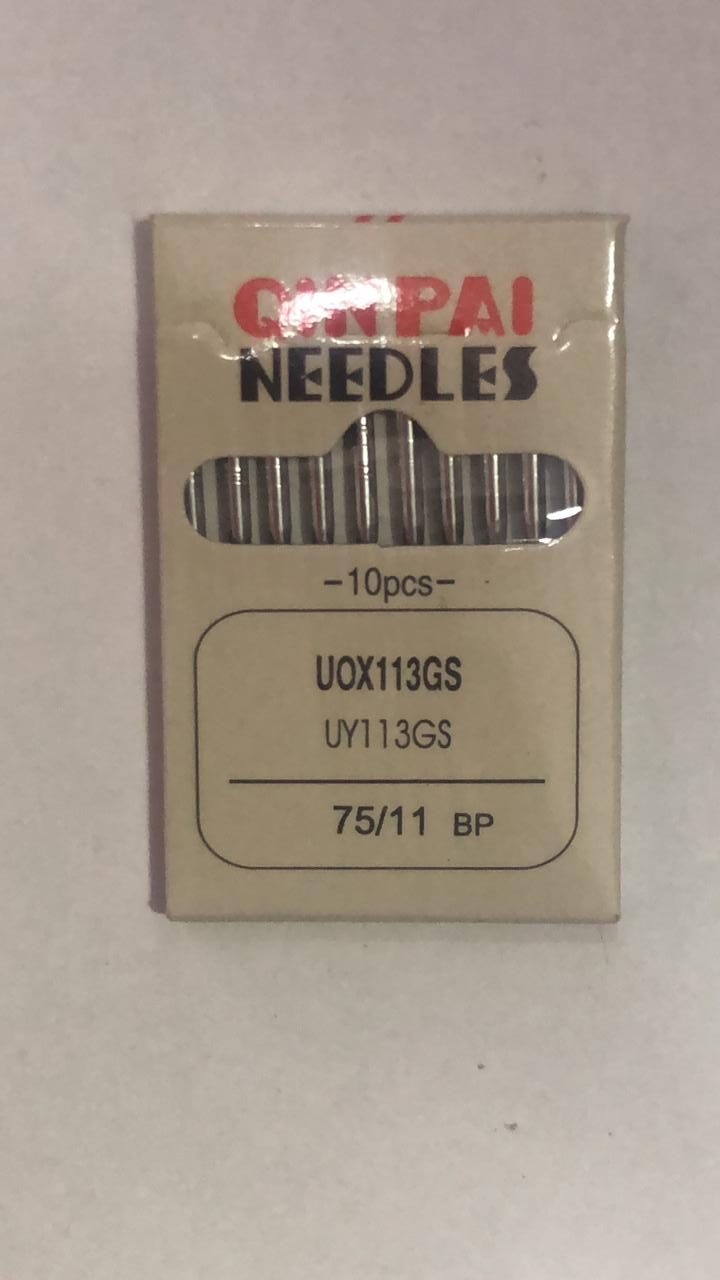 QINPAI
NEEDLES
-10pcs-
UOX113GS
UY113GS
75/11 BP